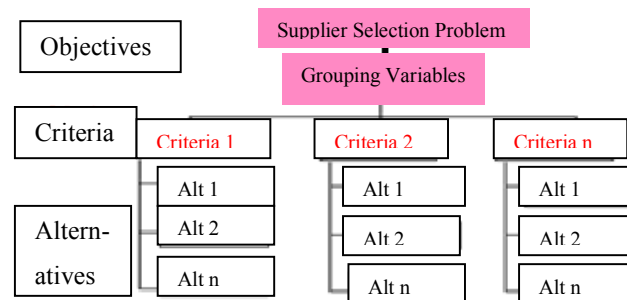 Supplier Selection Problem
Objectives
Grouping Variables
Criteria
Criteria 1
Criteria 2
Criteria n
Alt 1
Alt 1
Alt 1
Alt 2
Alt 2
Alt 2
Altern-
atives
Alt n
Alt n
Alt n